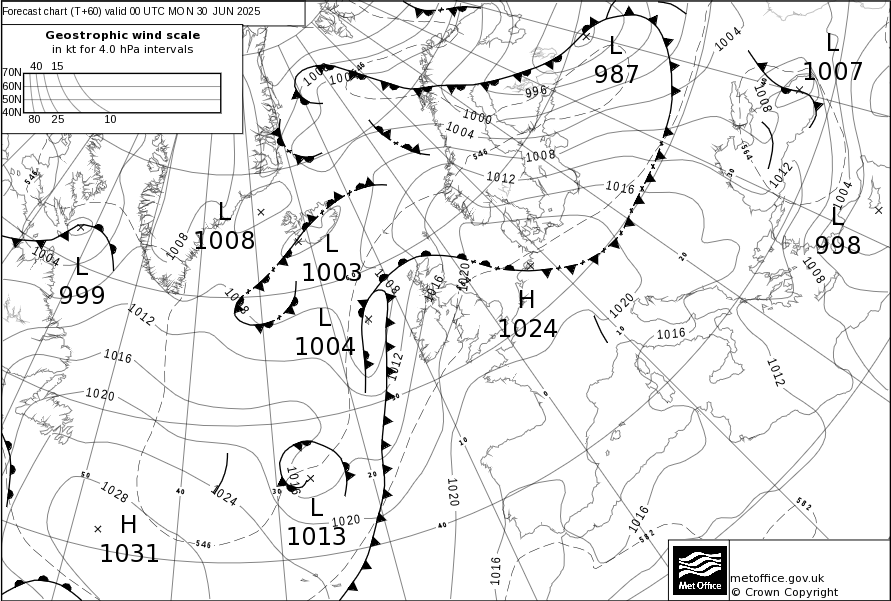 Forecast chart (T+60) valid 00 UTC MON 30 JUN 2025
Geostrophic wind scale
in kt for 4.0 hPa intervals
40 15
70N
60N
50N
40N
80 25 10
L
987
L
1007
L
1008
L
1003
L
999
L
1004
H
1024
L
998
L
1013
H
1031
1004
996
1000
1004
1008
1012
1016
546
546
1008
564
1012
1004
1008
546
1004
1008
1012
1016
1020
1008
1016
1020
1012
1020
1016
1012
20
10
0
10
20
30
40
50
30
40
1028
1024
1016
1020
546
1020
1016
1016
582
582
Met Office
metoffice.gov.uk
© Crown Copyright